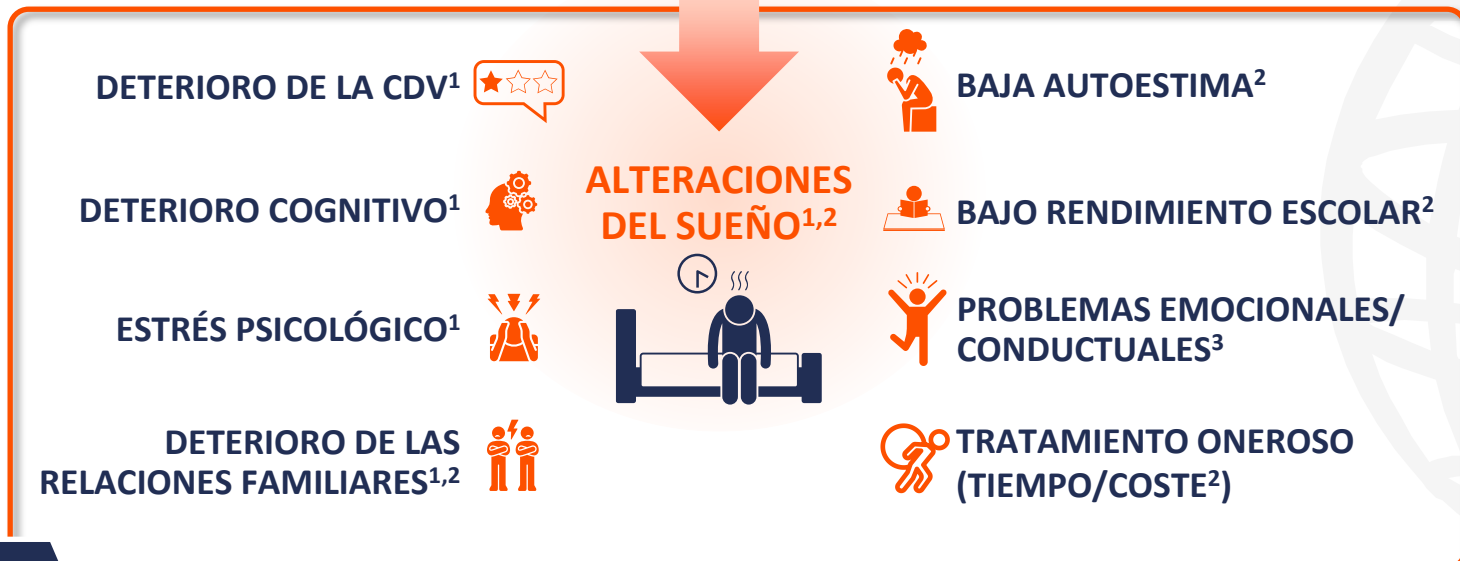 DETERIORO DE LA CDV¹
DETERIORO COGNITIVO¹
ESTRÉS PSICOLÓGICO¹
DETERIORO DE LAS
RELACIONES FAMILIARES¹,²
ALTERACIONES
DEL SUEÑO¹,²
BAJA AUTOESTIMA²
BAJO RENDIMIENTO ESCOLAR²
PROBLEMAS EMOCIONALES/
CONDUCTUALES³
TRATAMIENTO ONEROSO
(TIEMPO/COSTE²)